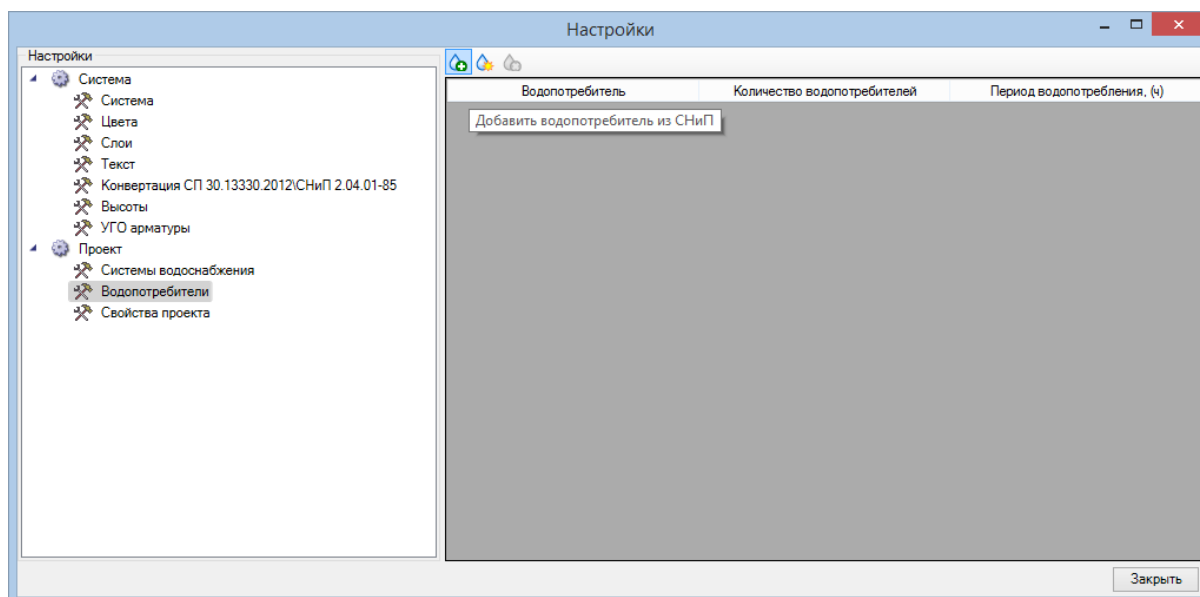 Настройки
Настройки
Система
Система
Цвета
Слои
Текст
Конвертация СП 30.13330.2012\СНиП 2.04.01-85
Высоты
УГО арматуры
Проект
Системы водоснабжения
Водопотребители
Свойства проекта
Водопотребитель Количество водопотребителей Период водопотребления, (ч)
Добавить водопотребитель из СНиП
Закрыть